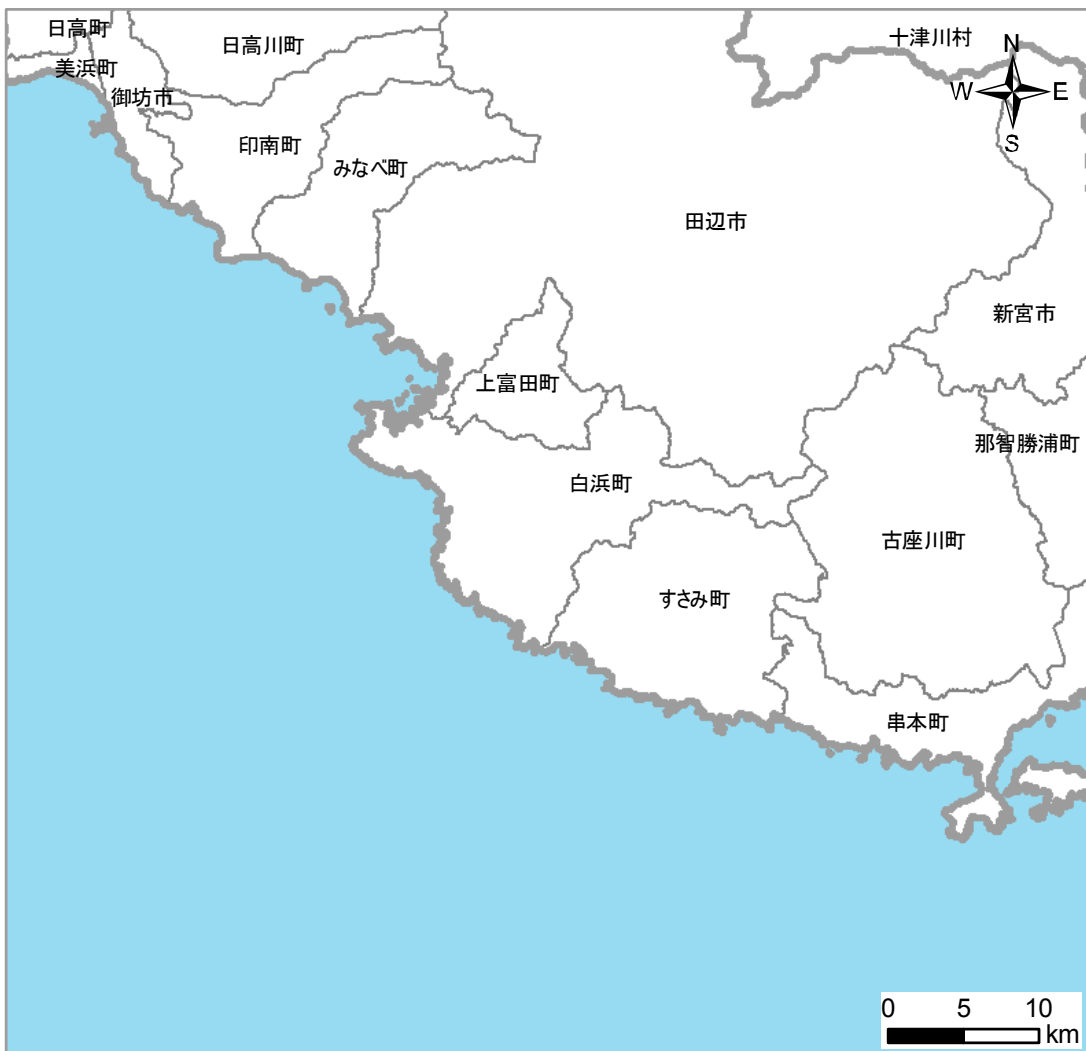 日高町
日高川町
十津川村
N
美浜町
W
E
御坊市
S
印南町
みなべ町
田辺市
新宮市
上富田町
那智勝浦町
白浜町
古座川町
すさみ町
串本町
0 5 10
km